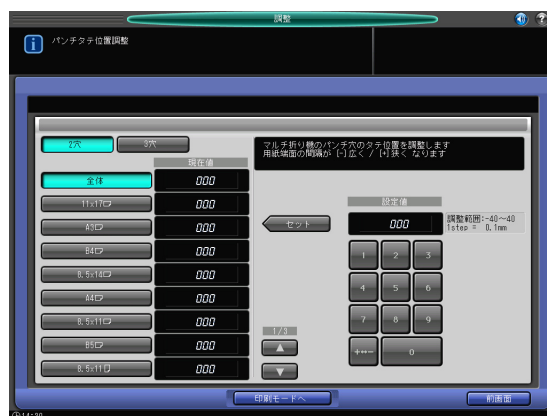 調整
パンチタテ位置調整
2穴
3穴
マルチ折り機のパンチ穴のタテ位置を調整します
用紙端面の間隔が [-]広く / [+]狭く なります
現在値
全体 000
11x17 000
A3 000
B4 000
8.5x14 000
A4 000
8.5x11 000
B5 000
8.5x11 000
セット
設定値
000
調整範囲:-40～40
1step = 0.1mm
1 2 3
4 5 6
7 8 9
+⇔- 0
1/3
印刷モードへ
前画面
14:30